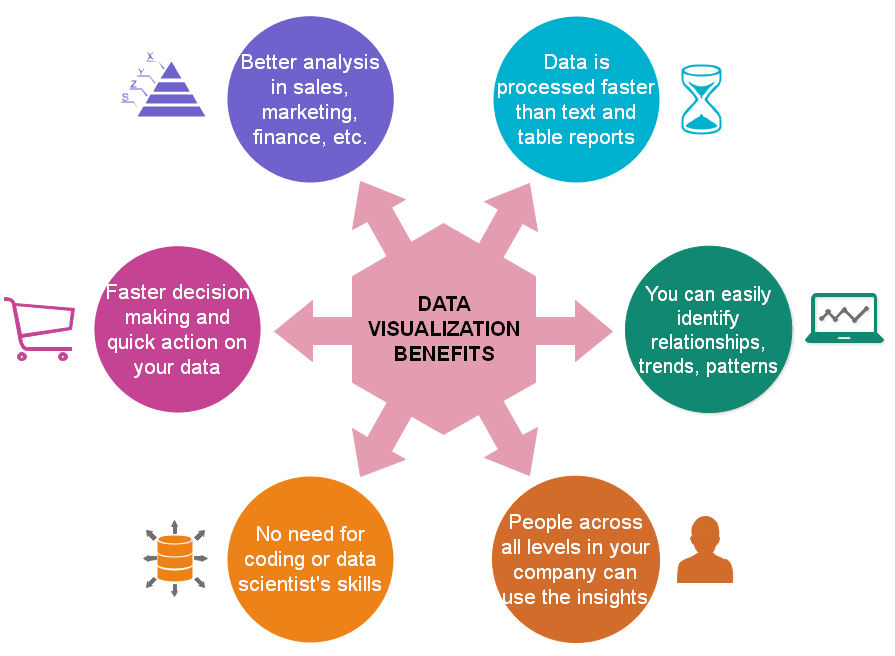 X
Y
Z
S
Better analysis
in sales,
marketing,
finance, etc.
Data is
processed faster
than text and
table reports
Faster decision
making and
quick action on
your data
DATA
VISUALIZATION
BENEFITS
You can easily
identify
relationships,
trends, patterns
No need for
coding or data
scientist's skills
People across
all levels in your
company can
use the insights